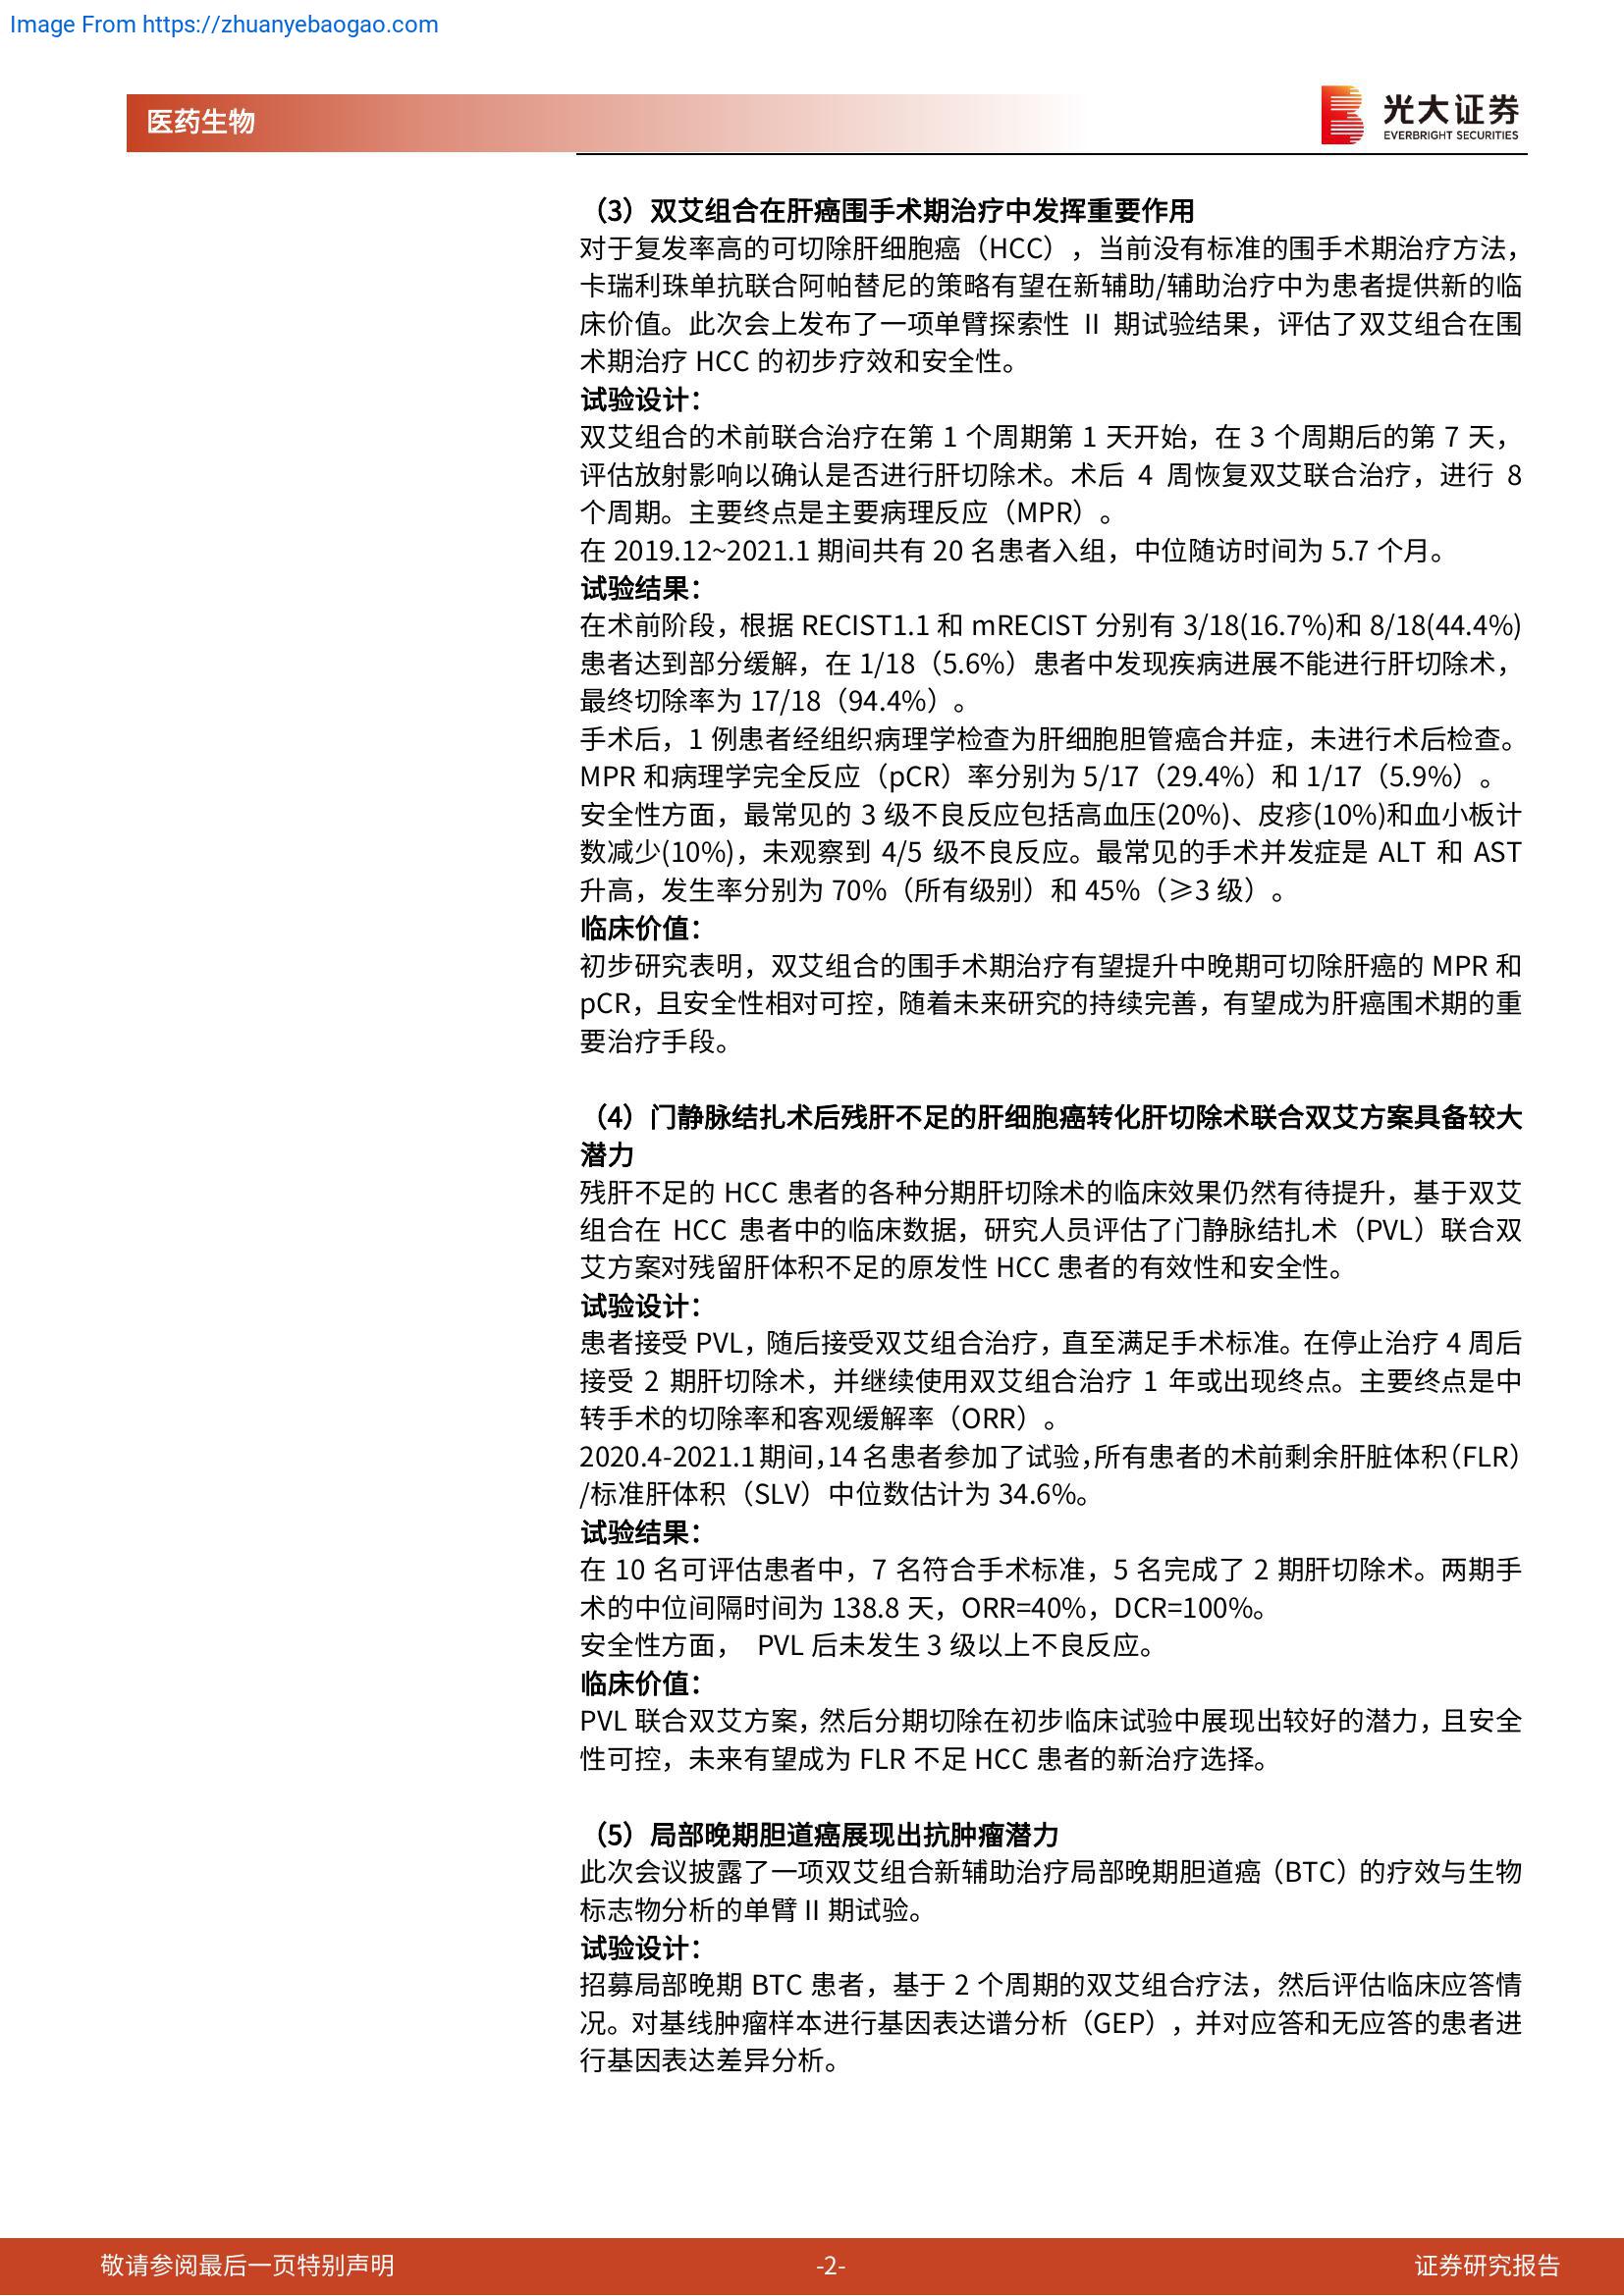 Image From https://zhuanyebaogao.com
医药生物
光大证券
EVERBRIGHT SECURITIES
（3）双艾组合在肝癌围手术期治疗中发挥重要作用
对于复发率高的可切除肝细胞癌（HCC），当前没有标准的围手术期治疗方法，
卡瑞利珠单抗联合阿帕替尼的策略有望在新辅助/辅助治疗中为患者提供新的临
床价值。此次会上发布了一项单臂探索性 II 期试验结果，评估了双艾组合在围
术期治疗 HCC 的初步疗效和安全性。
试验设计：
双艾组合的术前联合治疗在第 1 个周期第 1 天开始，在 3 个周期后的第 7 天，
评估放射影响以确认是否进行肝切除术。术后 4 周恢复双艾联合治疗，进行 8
个周期。主要终点是主要病理反应（MPR）。
在 2019.12~2021.1 期间共有 20 名患者入组，中位随访时间为 5.7 个月。
试验结果：
在术前阶段，根据 RECIST1.1 和 mRECIST 分别有 3/18(16.7%)和 8/18(44.4%)
患者达到部分缓解，在 1/18（5.6%）患者中发现疾病进展不能进行肝切除术，
最终切除率为 17/18（94.4%）。
手术后，1 例患者经组织病理学检查为肝细胞胆管癌合并症，未进行术后检查。
MPR 和病理学完全反应（pCR）率分别为 5/17（29.4%）和 1/17（5.9%）。
安全性方面，最常见的 3 级不良反应包括高血压(20%)、皮疹(10%)和血小板计
数减少(10%)，未观察到 4/5 级不良反应。最常见的手术并发症是 ALT 和 AST
升高，发生率分别为 70%（所有级别）和 45%（≥3 级）。
临床价值：
初步研究表明，双艾组合的围手术期治疗有望提升中晚期可切除肝癌的 MPR 和
pCR，且安全性相对可控，随着未来研究的持续完善，有望成为肝癌围术期的重
要治疗手段。
（4）门静脉结扎术后残肝不足的肝细胞癌转化肝切除术联合双艾方案具备较大
潜力
残肝不足的 HCC 患者的各种分期肝切除术的临床效果仍然有待提升，基于双艾
组合在 HCC 患者中的临床数据，研究人员评估了门静脉结扎术（PVL）联合双
艾方案对残留肝体积不足的原发性 HCC 患者的有效性和安全性。
试验设计：
患者接受 PVL，随后接受双艾组合治疗，直至满足手术标准。在停止治疗 4 周后
接受 2 期肝切除术，并继续使用双艾组合治疗 1 年或出现终点。主要终点是中
转手术的切除率和客观缓解率（ORR）。
2020.4-2021.1 期间，14 名患者参加了试验，所有患者的术前剩余肝脏体积（FLR）
/标准肝体积（SLV）中位数估计为 34.6%。
试验结果：
在 10 名可评估患者中，7 名符合手术标准，5 名完成了 2 期肝切除术。两期手
术的中位间隔时间为 138.8 天，ORR=40%，DCR=100%。
安全性方面， PVL 后未发生 3 级以上不良反应。
临床价值：
PVL 联合双艾方案，然后分期切除在初步临床试验中展现出较好的潜力，且安全
性可控，未来有望成为 FLR 不足 HCC 患者的新治疗选择。
（5）局部晚期胆道癌展现出抗肿瘤潜力
此次会议披露了一项双艾组合新辅助治疗局部晚期胆道癌（BTC）的疗效与生物
标志物分析的单臂 II 期试验。
试验设计：
招募局部晚期 BTC 患者，基于 2 个周期的双艾组合疗法，然后评估临床应答情
况。对基线肿瘤样本进行基因表达谱分析（GEP），并对应答和无应答的患者进
行基因表达差异分析。
敬请参阅最后一页特别声明
-2-
证券研究报告